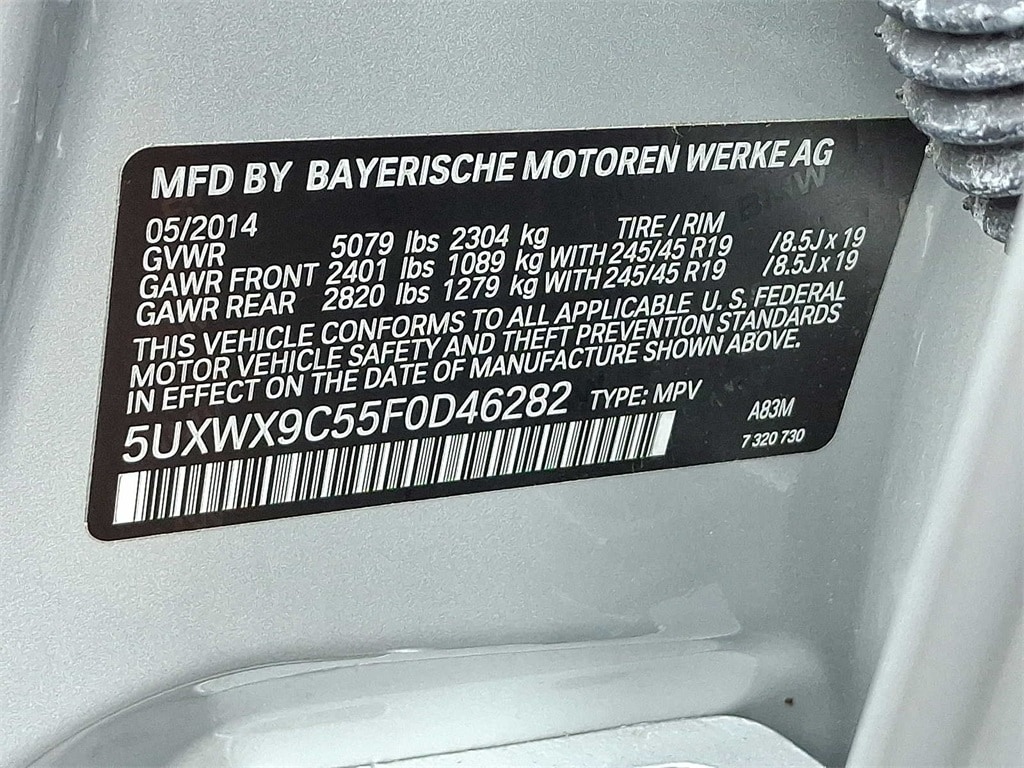 MFD BY BAYERISCHE MOTOREN WERKE AG
BMW
05/2014 TIRE / RIM
GVWR 5079 lbs 2304 kg
GAWR FRONT 2401 lbs 1089 kg WITH 245/45 R19 /8.5J x 19
GAWR REAR 2820 lbs 1279 kg WITH 245/45 R19 /8.5J x 19
THIS VEHICLE CONFORMS TO ALL APPLICABLE U. S. FEDERAL
MOTOR VEHICLE SAFETY AND THEFT PREVENTION STANDARDS
IN EFFECT ON THE DATE OF MANUFACTURE SHOWN ABOVE.
5UXWX9C55F0D46282 TYPE: MPV A83M
7 320 730